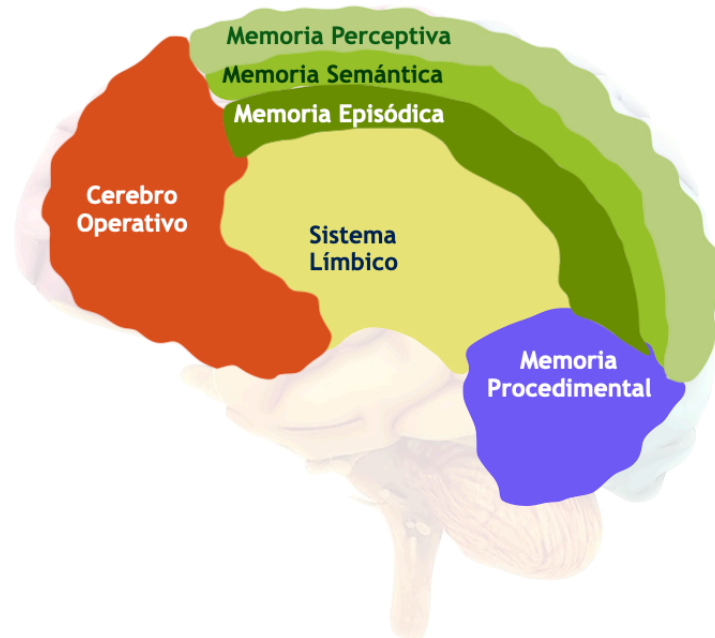 Memoria Perceptiva
Memoria Semántica
Memoria Episódica
Cerebro
Operativo
Sistema
Límbico
Memoria
Procedimental